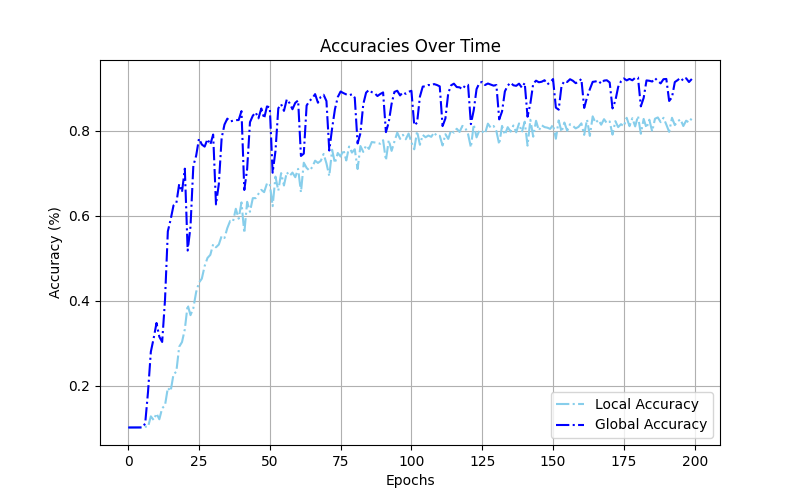 Accuracies Over Time
Accuracy (%)
0.8
0.6
0.4
0.2
0 25 50 75 100 125 150 175 200
Epochs
Local Accuracy
Global Accuracy